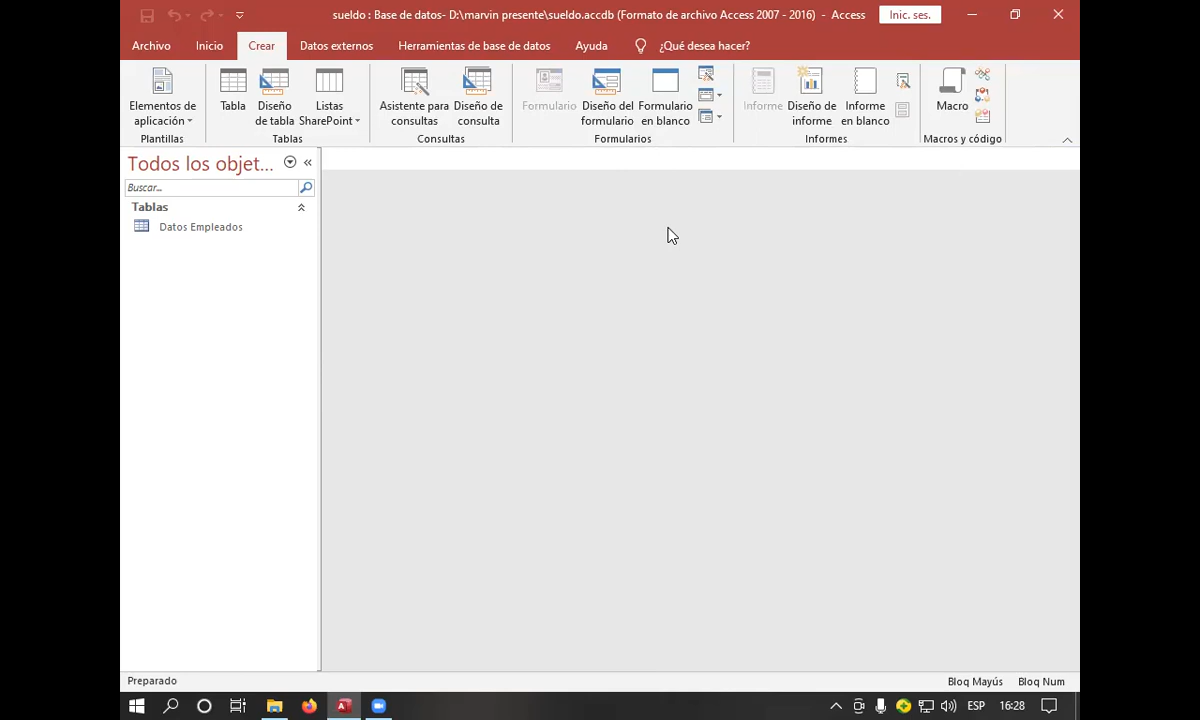 sueldo : Base de datos- D:\marvin presente\sueldo.accdb (Formato de archivo Access 2007 - 2016) - Access
Inic. ses.
Archivo Inicio Crear Datos externos Herramientas de base de datos Ayuda ¿Qué desea hacer?
Elementos de aplicación
Tabla
Diseño de tabla
Listas SharePoint
Asistente para consultas
Diseño de consulta
Formulario
Diseño del formulario
Formulario en blanco
Informe
Diseño de informe
Informe en blanco
Macro
Plantillas Tablas Consultas Formularios Informes Macros y código
Todos los objet...
Buscar...
Tablas
Datos Empleados
Preparado
Bloq Mayús Bloq Num
ESP 16:28